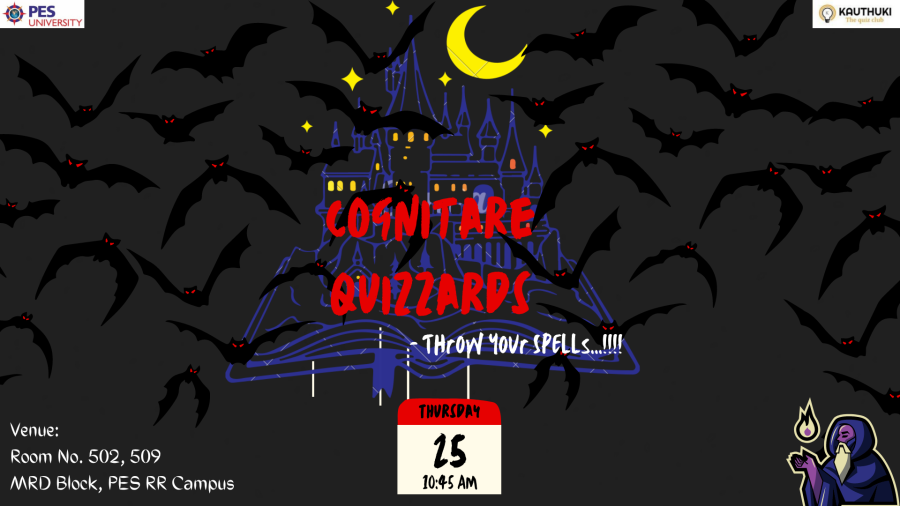 PES
UNIVERSITY
KAUTHUKI
The quiz club
COGNITARE
QUIZZARDS
- THrOW YOUr SPELLs...!!!!
THURSDAY
25
10:45 AM
Venue:
Room No. 502, 509
MRD Block, PES RR Campus